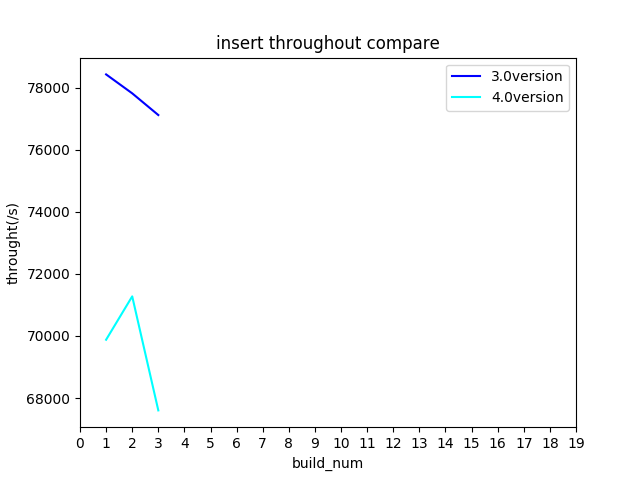 insert throughout compare
3.0version
4.0version
78000
76000
74000
72000
70000
68000
throught(/s)
0 1 2 3 4 5 6 7 8 9 10 11 12 13 14 15 16 17 18 19
build_num